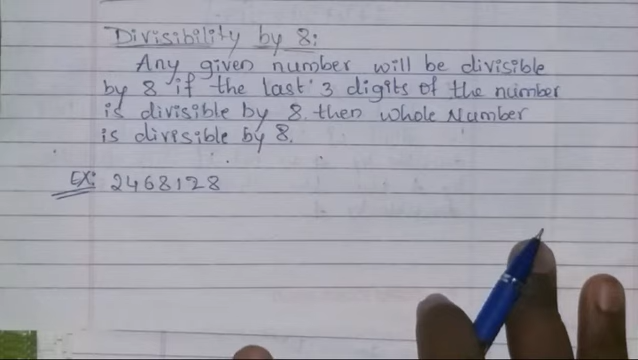 Divisibility by 8:
Any given number will be divisible
by 8 if the last 3 digits of the number
is divisible by 8 then whole Number
is divisible by 8.
EX: 2468128